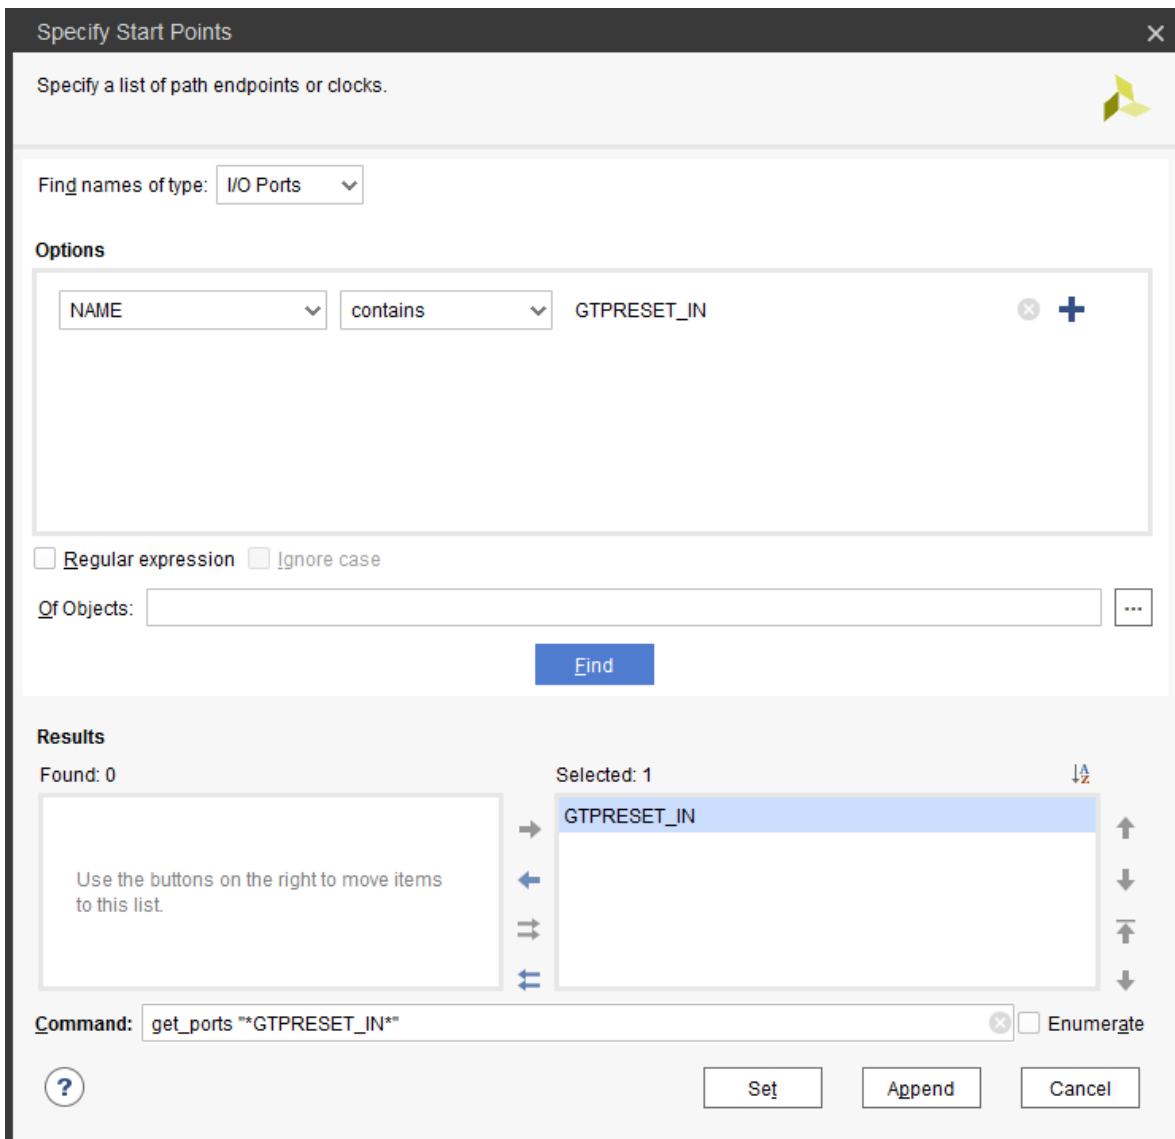 Specify Start Points
Specify a list of path endpoints or clocks.
Find names of type: I/O Ports
Options
NAME contains GTPRESET_IN
Regular expression Ignore case
Of Objects: ...
Find
Results
Found: 0 Selected: 1
GTPRESET_IN
Use the buttons on the right to move items
to this list.
Command: get_ports "*GTPRESET_IN*" Enumerate
? Set Append Cancel